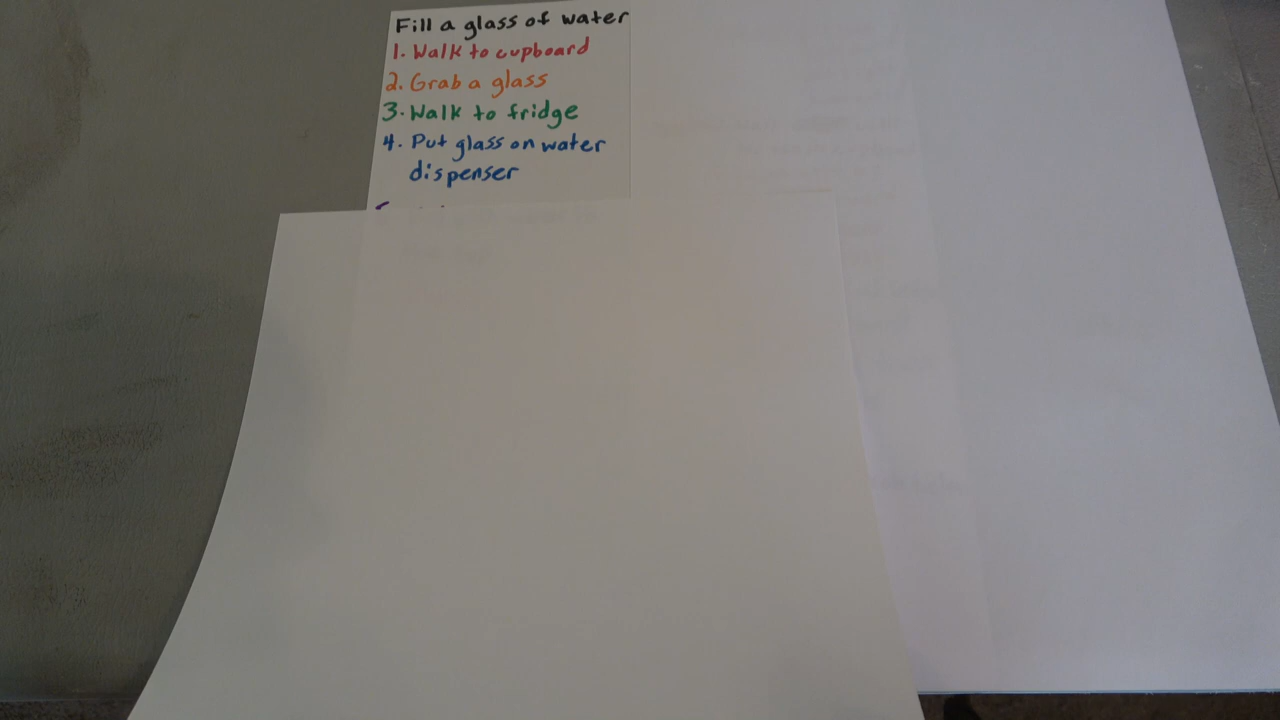 Fill a glass of water
1. Walk to cupboard
2. Grab a glass
3. Walk to fridge
4. Put glass on water
dispenser